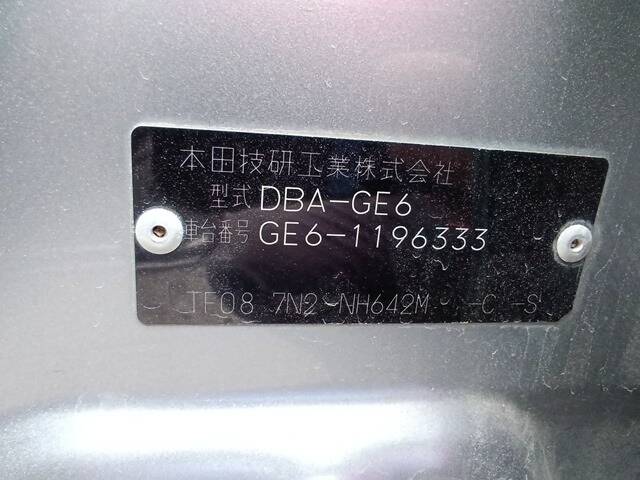 本田技研工業株式会社
型式 DBA-GE6
車台番号 GE6-1196333
TF08 7N2-NH642M -C -S